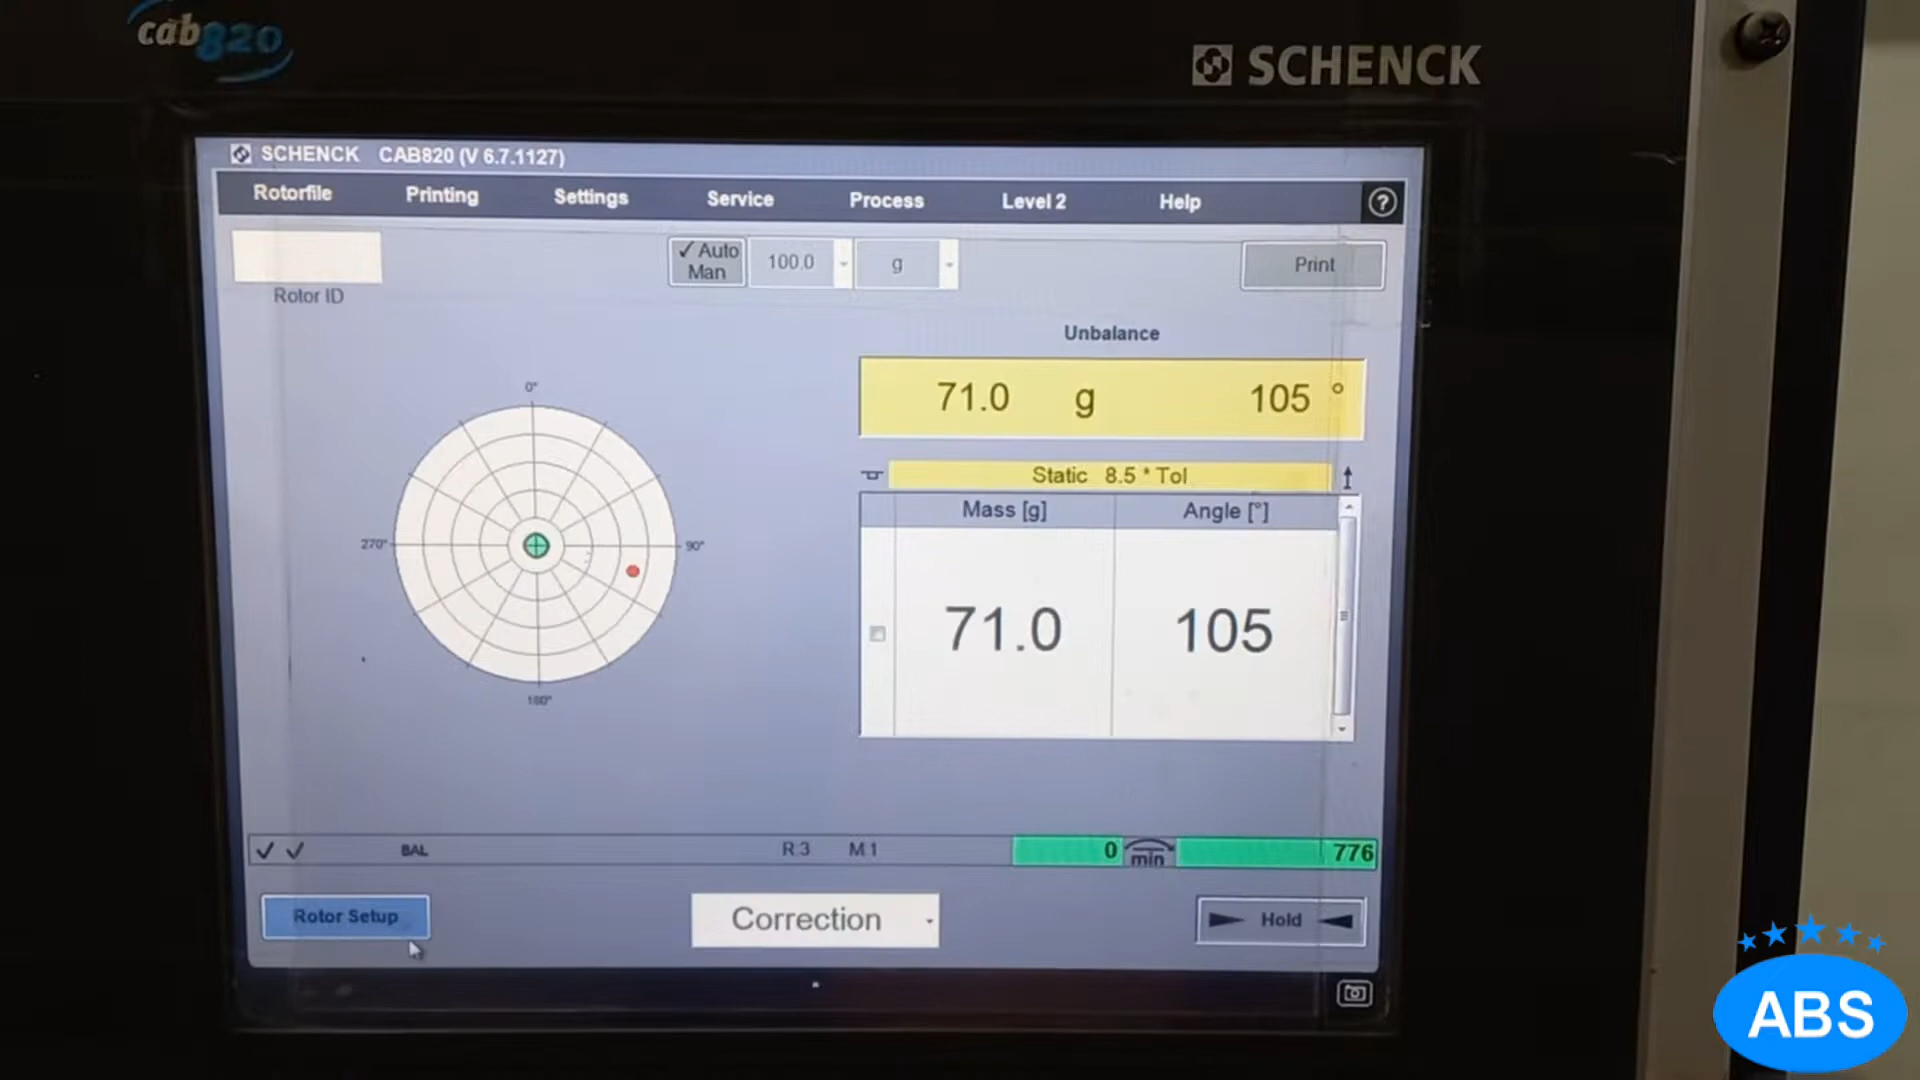 cab820
SCHENCK
SCHENCK CAB820 (V 6.7.1127)
Rotorfile Printing Settings Service Process Level 2 Help ?
✓ Auto
Man
100.0
g
Print
Rotor ID
Unbalance
71.0 g 105 °
Static 8.5 * Tol
Mass [g] Angle [°]
71.0 105
0°
270°
90°
180°
BAL R.3 M.1 0 min 776
Rotor Setup
Correction
Hold
ABS